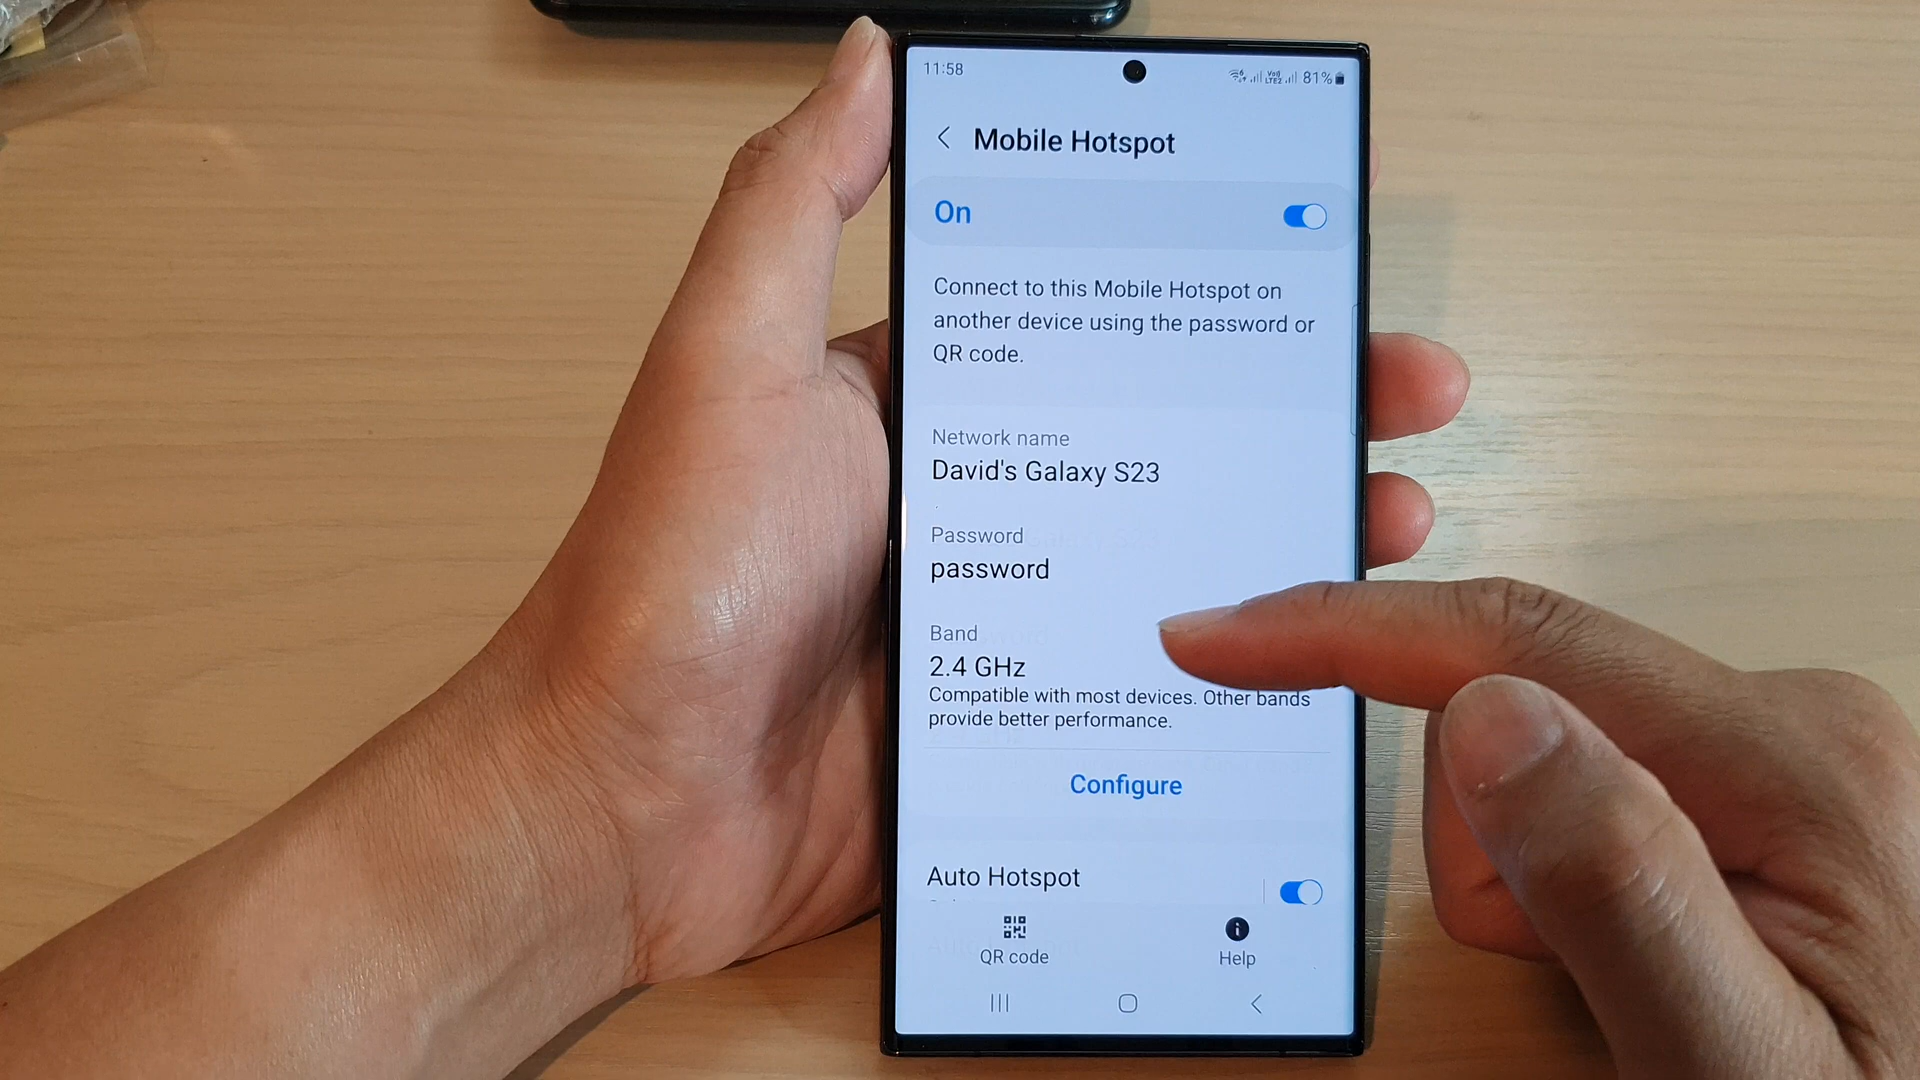 11:58
81%
Mobile Hotspot
On
Connect to this Mobile Hotspot on
another device using the password or
QR code.
Network name
David's Galaxy S23
Password
password
Band
2.4 GHz
Compatible with most devices. Other bands
provide better performance.
Configure
Auto Hotspot
QR code
Help